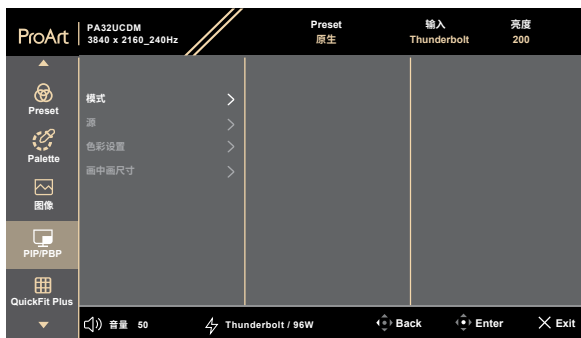 ProArt
PA32UCDM
3840 x 2160_240Hz
Preset
原生
输入
Thunderbolt
亮度
200
Preset
Palette
图像
PIP/PBP
QuickFit Plus
模式
源
色彩设置
画中画尺寸
音量 50
Thunderbolt / 96W
Back
Enter
Exit